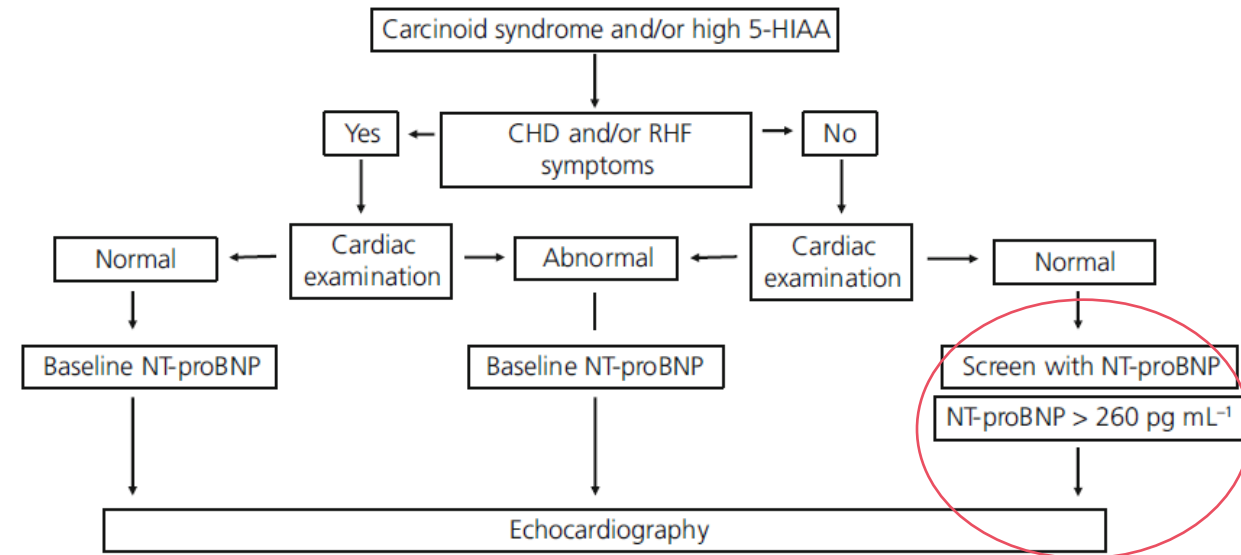 Carcinoid syndrome and/or high 5-HIAA
Yes
CHD and/or RHF
symptoms
No
Normal
Cardiac
examination
Abnormal
Cardiac
examination
Normal
Baseline NT-proBNP
Baseline NT-proBNP
Screen with NT-proBNP
NT-proBNP > 260 pg mL⁻¹
Echocardiography